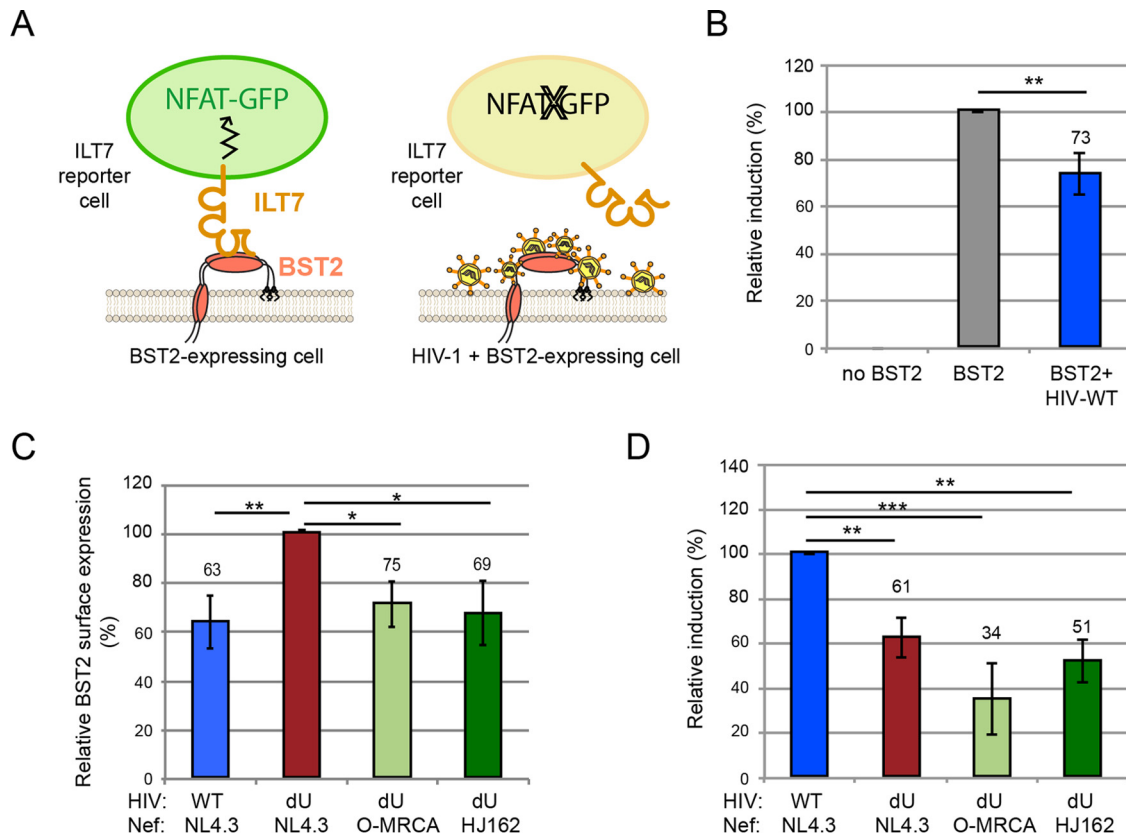 A
NFAT-GFP
ILT7
reporter
cell
ILT7
BST2
BST2-expressing cell
NFATXGFP
ILT7
reporter
cell
HIV-1 + BST2-expressing cell
B
Relative induction (%)
120
100
80
60
40
20
0
**
73
no BST2
BST2
BST2+
HIV-WT
C
Relative BST2 surface expression
(%)
120
100
80
60
40
20
0
**
*
*
63
75
69
HIV: WT dU dU dU
Nef: NL4.3 NL4.3 O-MRCA HJ162
D
Relative induction (%)
140
120
100
80
60
40
20
0
**
***
**
61
34
51
HIV: WT dU dU dU
Nef: NL4.3 NL4.3 O-MRCA HJ162